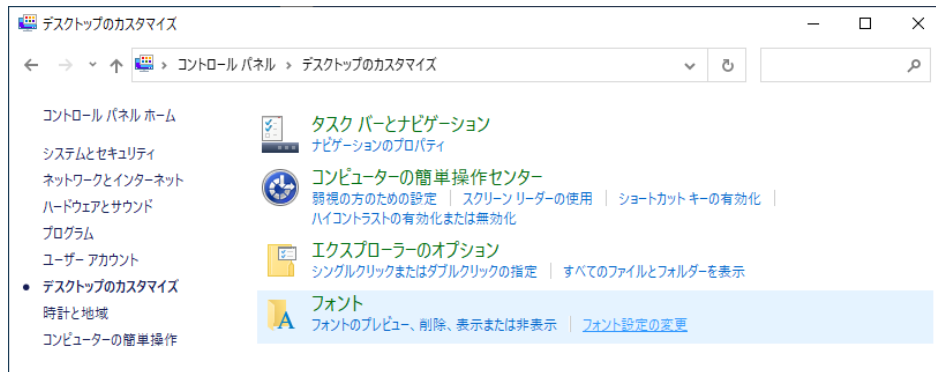 デスクトップのカスタマイズ
コントロール パネル › デスクトップのカスタマイズ
コントロール パネル ホーム
システムとセキュリティ
ネットワークとインターネット
ハードウェアとサウンド
プログラム
ユーザー アカウント
デスクトップのカスタマイズ
時計と地域
コンピューターの簡単操作
タスク バーとナビゲーション
ナビゲーションのプロパティ
コンピューターの簡単操作センター
弱視の方のための設定 | スクリーン リーダーの使用 | ショートカット キーの有効化 |
ハイコントラストの有効化または無効化
エクスプローラーのオプション
シングルクリックまたはダブルクリックの指定 | すべてのファイルとフォルダーを表示
フォント
フォントのプレビュー、削除、表示または非表示 | フォント設定の変更